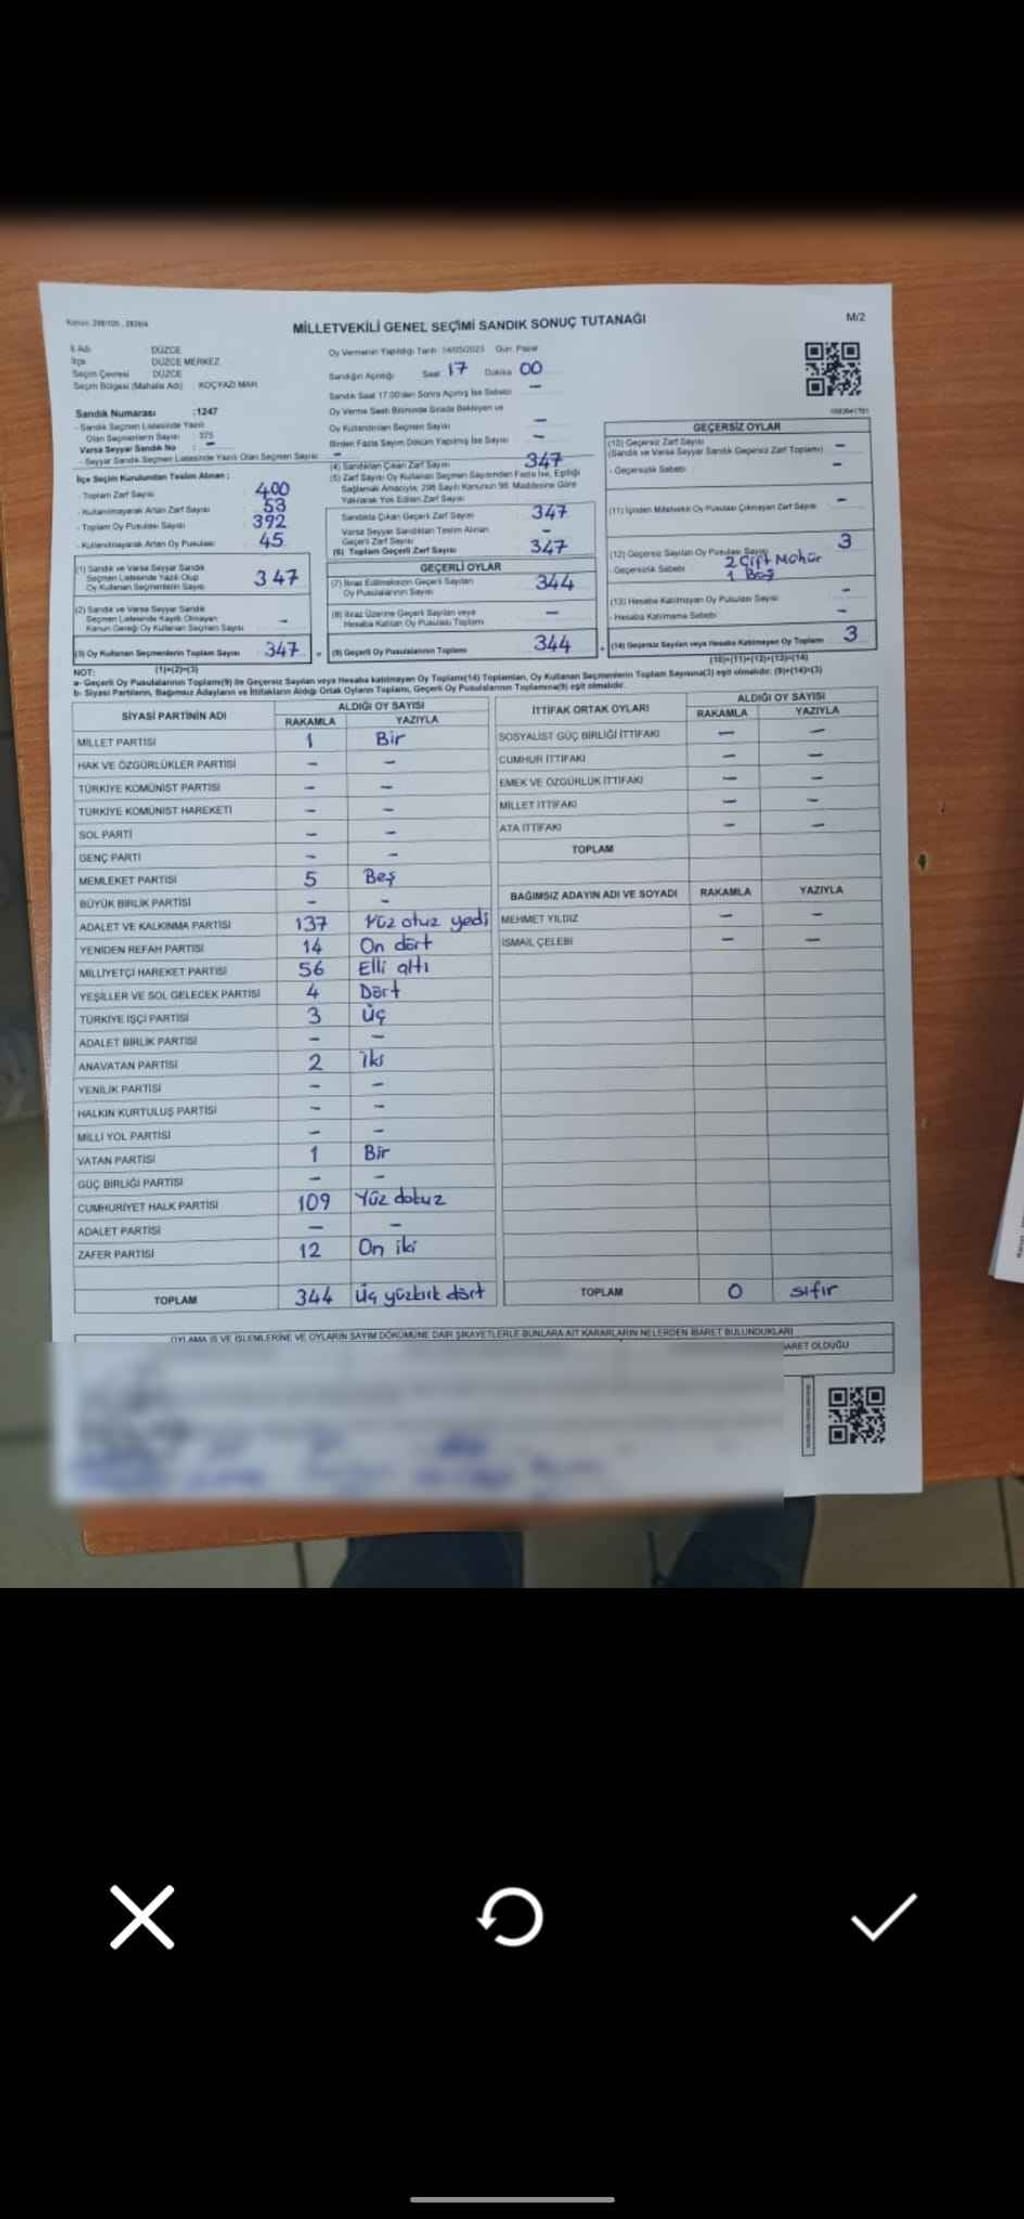 Kanun: 298/105 , 2839/4
MİLLETVEKİLİ GENEL SEÇİMİ SANDIK SONUÇ TUTANAĞI
M/2
İl Adı DÜZCE
İlçe DÜZCE MERKEZ
Seçim Çevresi DÜZCE
Seçim Bölgesi (Mahalle Adı) KOÇYAZI MAH.
Sandık Numarası :1247
- Sandık Seçmen Listesinde Yazılı
Olan Seçmenlerin Sayısı : 375
Varsa Seyyar Sandık No : -
- Seyyar Sandık Seçmen Listesinde Yazılı Olan Seçmen Sayısı : -
Oy Vermenin Yapıldığı Tarih :14/05/2023 Gün: Pazar
Sandığın Açıldığı Saat 17 Dakika 00
Sandık Saat 17:00'den Sonra Açılmış İse Sebebi -
Oy Verme Saati Bitiminde Sırada Bekleyen ve
Oy Kullandırılan Seçmen Sayısı -
Birden Fazla Sayım Döküm Yapılmış İse Sayısı -
İlçe Seçim Kurulundan Teslim Alınan ;
- Toplam Zarf Sayısı : 400
- Kullanılmayarak Artan Zarf Sayısı : 53
- Toplam Oy Pusulası Sayısı : 392
- Kullanılmayarak Artan Oy Pusulası : 45
(1) Sandık ve Varsa Seyyar Sandık
Seçmen Listesinde Yazılı Olup
Oy Kullanan Seçmenlerin Sayısı 347
(2) Sandık ve Varsa Seyyar Sandık
Seçmen Listesinde Kayıtlı Olmayan
Kanun Gereği Oy Kullanan Seçmen Sayısı -
(3) Oy Kullanan Seçmenlerin Toplam Sayısı 347 =
(1)+(2)=(3)
(4) Sandıktan Çıkan Zarf Sayısı 347
(5) Zarf Sayısı Oy Kullanan Seçmen Sayısından Fazla İse, Eşitliği
Sağlamak Amacıyla; 298 Sayılı Kanunun 98. Maddesine Göre
Yakılarak Yok Edilen Zarf Sayısı
Sandıkta Çıkan Geçerli Zarf Sayısı 347
Varsa Seyyar Sandıktan Teslim Alınan
Geçerli Zarf Sayısı -
(6) Toplam Geçerli Zarf Sayısı 347
GEÇERLİ OYLAR
(7) İtiraz Edilmeksizin Geçerli Sayılan
Oy Pusulalarının Sayısı 344
(8) İtiraz Üzerine Geçerli Sayılan veya
Hesaba Katılan Oy Pusulası Toplamı -
(9) Geçerli Oy Pusulalarının Toplamı 344 +
GEÇERSİZ OYLAR
(10) Geçersiz Zarf Sayısı
(Sandık ve Varsa Seyyar Sandık Geçersiz Zarf Toplamı) -
- Geçersizlik Sebebi -
(11) İçinden Milletvekili Oy Pusulası Çıkmayan Zarf Sayısı -
(12) Geçersiz Sayılan Oy Pusulası Sayısı 3
- Geçersizlik Sebebi 2 Çift Mühür
1 Boş
(13) Hesaba Katılmayan Oy Pusulası Sayısı -
- Hesaba Katılmama Sebebi -
(14) Geçersiz Sayılan veya Hesaba Katılmayan Oy Toplamı 3
(10)+(11)+(12)+(13)=(14)
NOT:
a- Geçerli Oy Pusulalarının Toplamı(9) ile Geçersiz Sayılan veya Hesaba katılmayan Oy Toplamı(14) Toplamları, Oy Kullanan Seçmenlerin Toplam Sayısına(3) eşit olmalıdır. (9)+(14)=(3)
b- Siyasi Partilerin, Bağımsız Adayların ve İttifakların Aldığı Ortak Oyların Toplamı, Geçerli Oy Pusulalarının Toplamına(9) eşit olmalıdır.
SİYASİ PARTİNİN ADI ALDIĞI OY SAYISI
RAKAMLA YAZIYLA
MİLLET PARTİSİ 1 Bir
HAK VE ÖZGÜRLÜKLER PARTİSİ - -
TÜRKİYE KOMÜNİST PARTİSİ - -
TÜRKİYE KOMÜNİST HAREKETİ - -
SOL PARTİ - -
GENÇ PARTİ - -
MEMLEKET PARTİSİ 5 Beş
BÜYÜK BİRLİK PARTİSİ - -
ADALET VE KALKINMA PARTİSİ 137 Yüz otuz yedi
YENİDEN REFAH PARTİSİ 14 On dört
MİLLİYETÇİ HAREKET PARTİSİ 56 Elli altı
YEŞİLLER VE SOL GELECEK PARTİSİ 4 Dört
TÜRKİYE İŞÇİ PARTİSİ 3 Üç
ADALET BİRLİK PARTİSİ - -
ANAVATAN PARTİSİ 2 İki
YENİLİK PARTİSİ - -
HALKIN KURTULUŞ PARTİSİ - -
MİLLİ YOL PARTİSİ - -
VATAN PARTİSİ 1 Bir
GÜÇ BİRLİĞİ PARTİSİ - -
CUMHURİYET HALK PARTİSİ 109 Yüz dokuz
ADALET PARTİSİ - -
ZAFER PARTİSİ 12 On iki
TOPLAM 344 Üç yüzkırk dört
İTTİFAK ORTAK OYLARI ALDIĞI OY SAYISI
RAKAMLA YAZIYLA
SOSYALİST GÜÇ BİRLİĞİ İTTİFAKI - -
CUMHUR İTTİFAKI - -
EMEK VE ÖZGÜRLÜK İTTİFAKI - -
MİLLET İTTİFAKI - -
ATA İTTİFAKI - -
TOPLAM
BAĞIMSIZ ADAYIN ADI VE SOYADI RAKAMLA YAZIYLA
MEHMET YILDIZ - -
İSMAİL ÇELEBİ - -
TOPLAM 0 sıfır
OYLAMA İŞ VE İŞLEMLERİNE VE OYLARIN SAYIM DÖKÜMÜNE DAİR ŞİKAYETLERLE BUNLARA AİT KARARLARIN NELERDEN İBARET BULUNDUKLARI
İBARET OLDUĞU